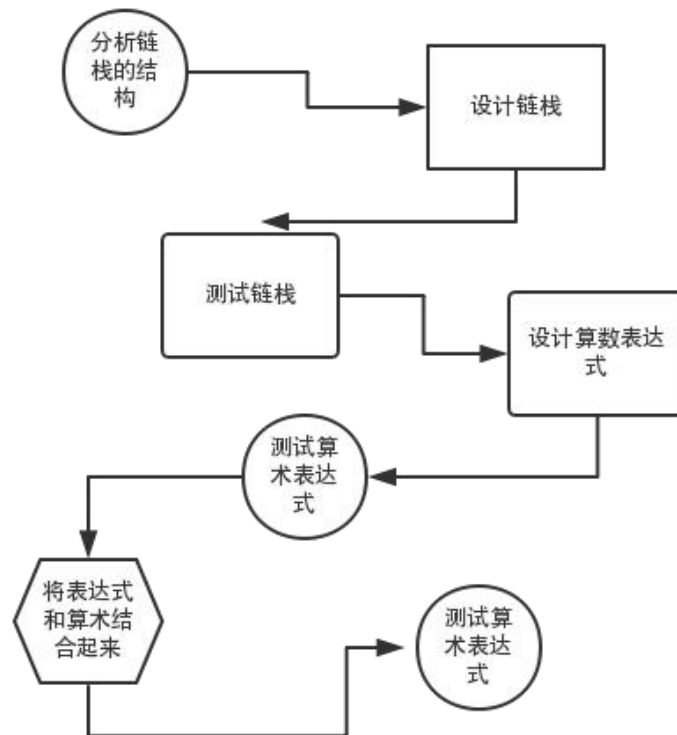 分析链
栈的结
构
设计链栈
测试链栈
设计算数表达
式
测试算
术表达
式
将表达式
和算术结
合起来
测试算
术表达
式